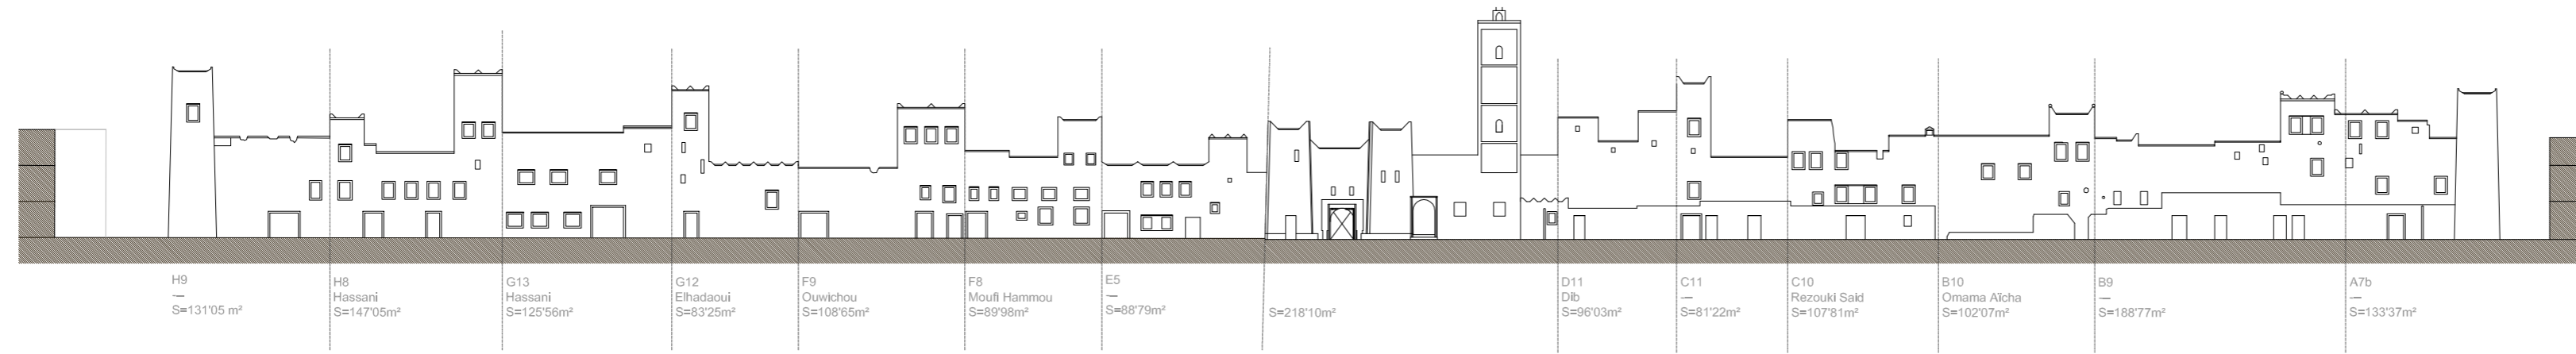 H9
—
S=131'05 m²
H8
Hassani
S=147'05m²
G13
Hassani
S=125'56m²
G12
Elhadaoui
S=83'25m²
F9
Ouwichou
S=108'65m²
F8
Moufi Hammou
S=89'98m²
E5
—
S=88'79m²
S=218'10m²
D11
Dib
S=96'03m²
C11
—
S=81'22m²
C10
Rezouki Said
S=107'81m²
B10
Omama Aïcha
S=102'07m²
B9
—
S=188'77m²
A7b
—
S=133'37m²